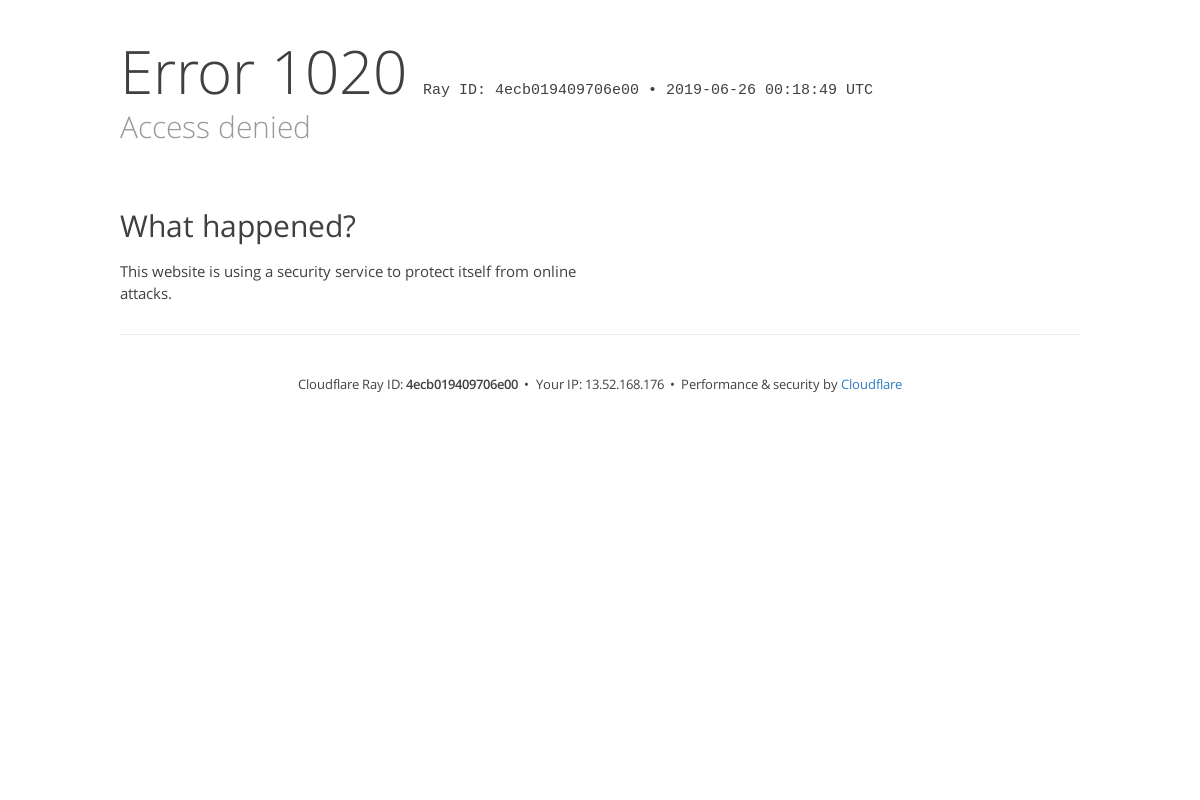 Error 1020 Ray ID: 4ecb019409706e00 • 2019-06-26 00:18:49 UTC
Access denied
What happened?
This website is using a security service to protect itself from online
attacks.
Cloudflare Ray ID: 4ecb019409706e00 • Your IP: 13.52.168.176 • Performance & security by Cloudflare